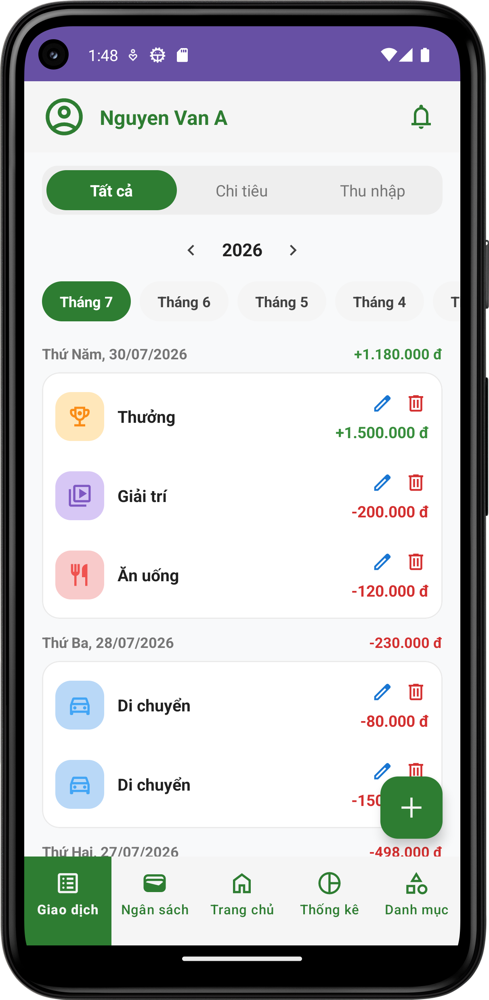 1:48
Nguyen Van A
Tất cả Chi tiêu Thu nhập
2026
Tháng 7 Tháng 6 Tháng 5 Tháng 4 T
Thứ Năm, 30/07/2026 +1.180.000 đ
Thưởng
+1.500.000 đ
Giải trí
-200.000 đ
Ăn uống
-120.000 đ
Thứ Ba, 28/07/2026 -230.000 đ
Di chuyển
-80.000 đ
Di chuyển
-150
Thứ Hai, 27/07/2026 -498.000 đ
Giao dịch Ngân sách Trang chủ Thống kê Danh mục